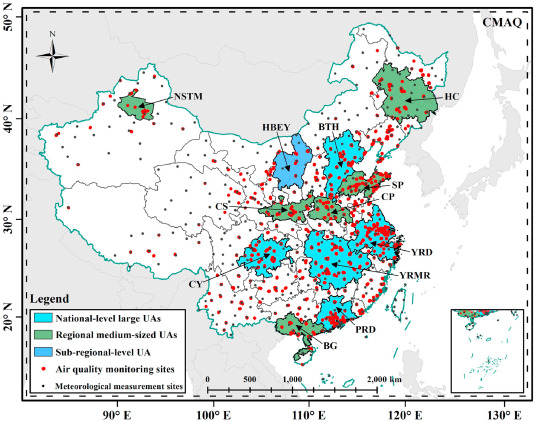 50° N
CMAQ
N
NSTM
HC
40° N
HBEY
BTH
SP
CS
CP
30° N
YRD
CY
YRMR
Legend
National-level large UAs
20° N
PRD
Regional medium-sized UAs
BG
Sub-regional-level UA
Air quality monitoring sites
0 500 1,000 2,000 km
Meteorological measurement sites
90° E 100° E 110° E 120° E 130° E